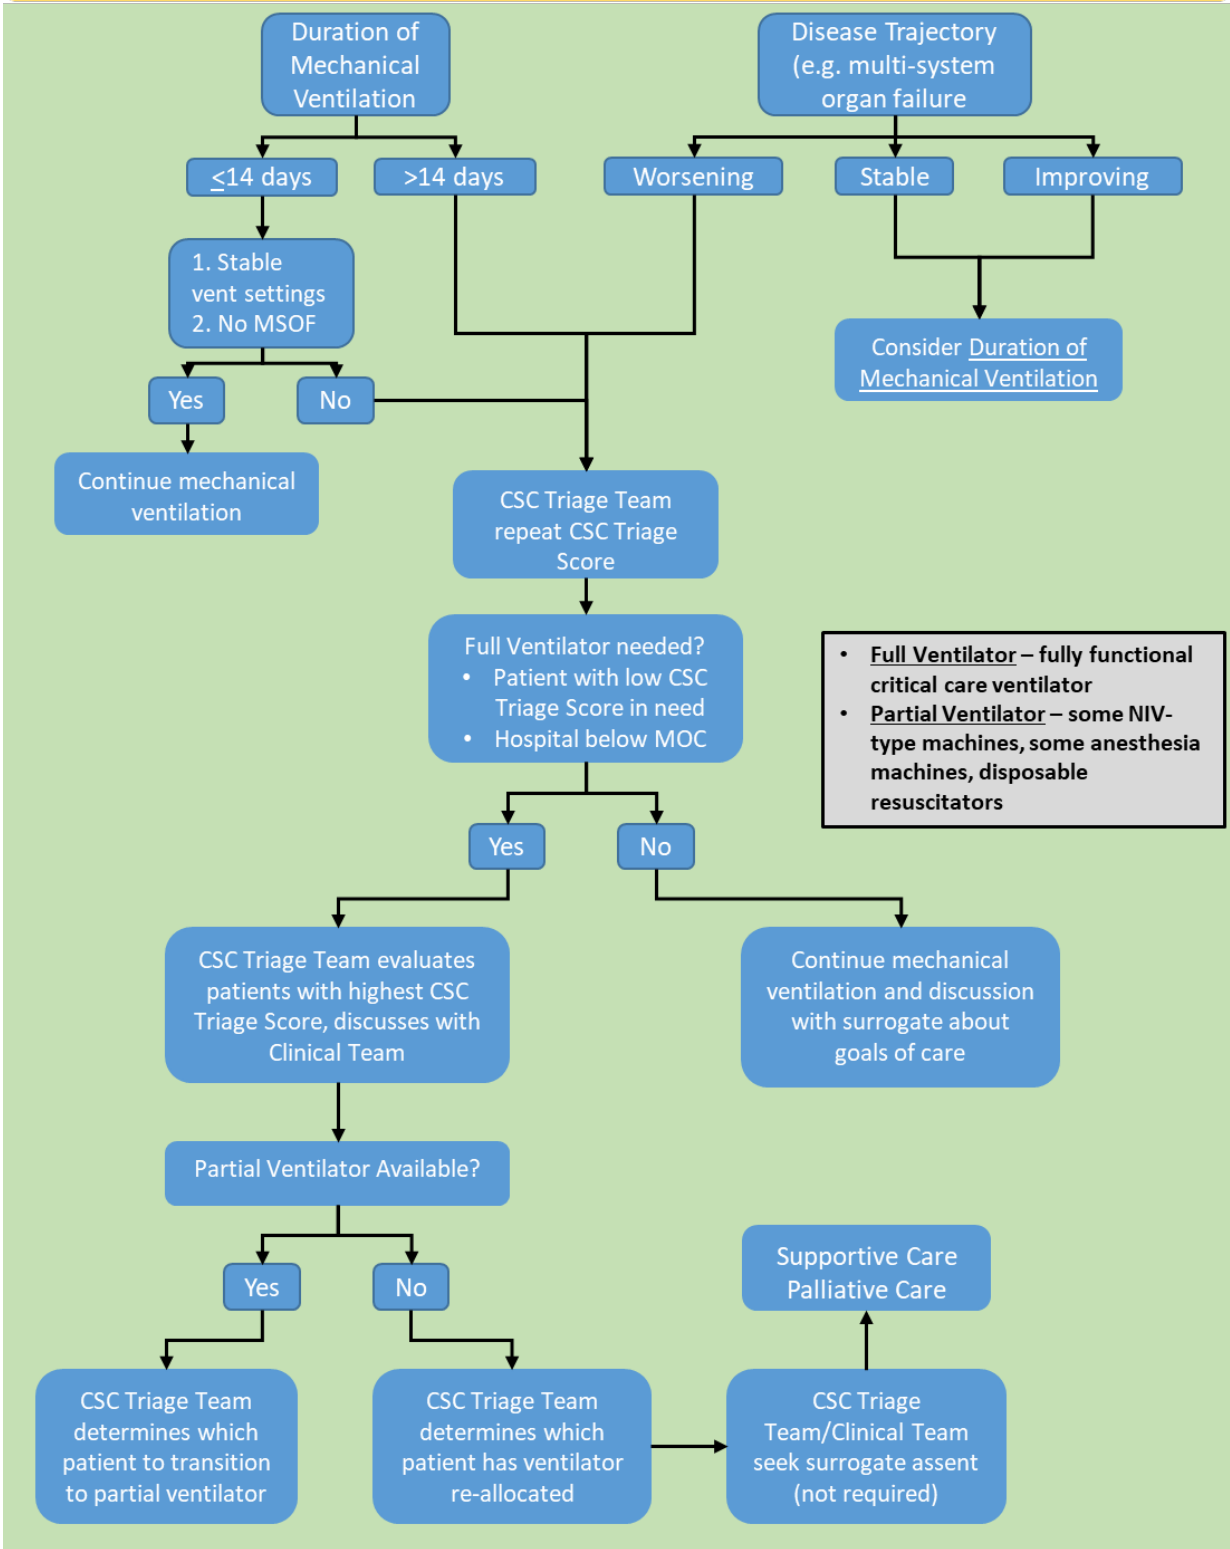 Duration of
Mechanical
Ventilation
Disease Trajectory
(e.g. multi-system
organ failure
<14 days
>14 days
Worsening
Stable
Improving
1. Stable
vent settings
2. No MSOF
Consider Duration of
Mechanical Ventilation
Yes
No
Continue mechanical
ventilation
CSC Triage Team
repeat CSC Triage
Score
Full Ventilator needed?
• Patient with low CSC
Triage Score in need
• Hospital below MOC
• Full Ventilator – fully functional
critical care ventilator
• Partial Ventilator – some NIV-
type machines, some anesthesia
machines, disposable
resuscitators
Yes
No
CSC Triage Team evaluates
patients with highest CSC
Triage Score, discusses with
Clinical Team
Continue mechanical
ventilation and discussion
with surrogate about
goals of care
Partial Ventilator Available?
Yes
No
Supportive Care
Palliative Care
CSC Triage Team
determines which
patient to transition
to partial ventilator
CSC Triage Team
determines which
patient has ventilator
re-allocated
CSC Triage
Team/Clinical Team
seek surrogate assent
(not required)